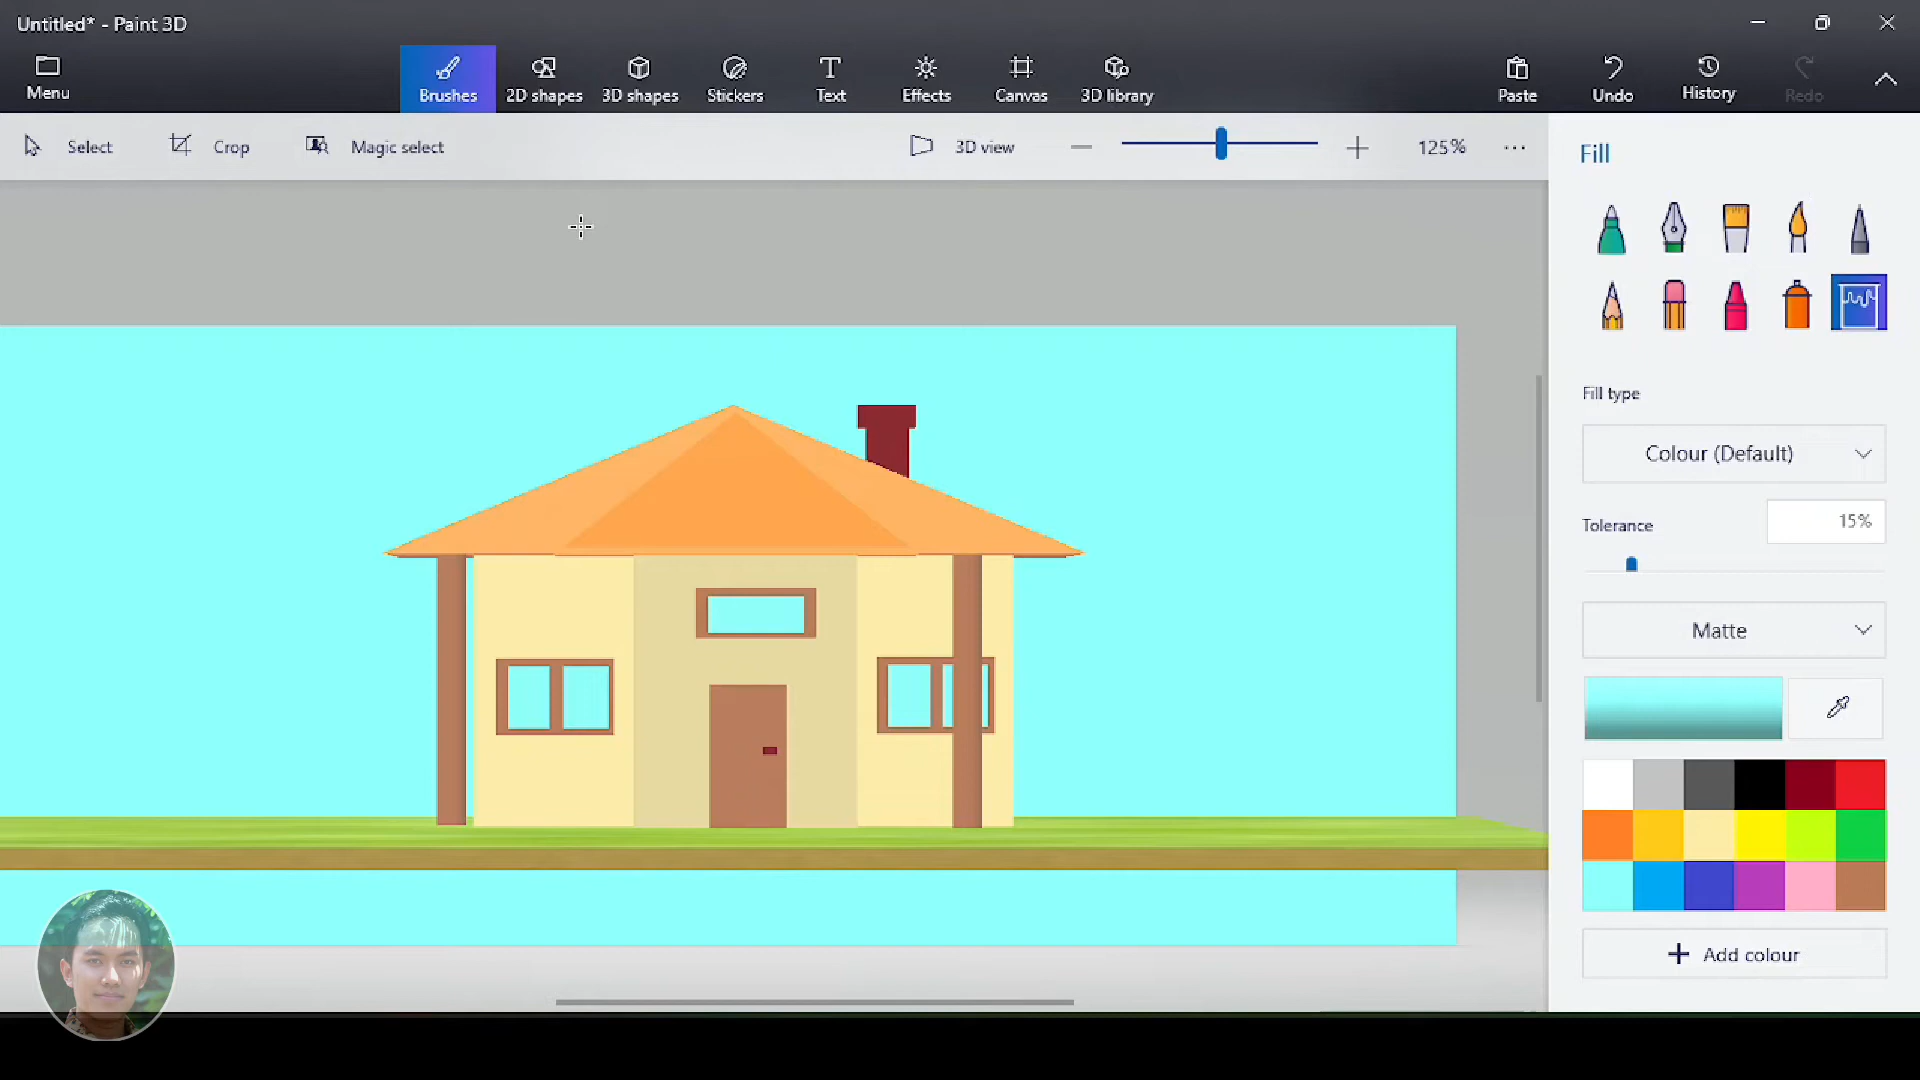 Untitled* - Paint 3D
Menu
Brushes
2D shapes
3D shapes
Stickers
Text
Effects
Canvas
3D library
Paste
Undo
History
Redo
Select
Crop
Magic select
3D view
125%
Fill
Fill type
Colour (Default)
Tolerance
15%
Matte
Add colour